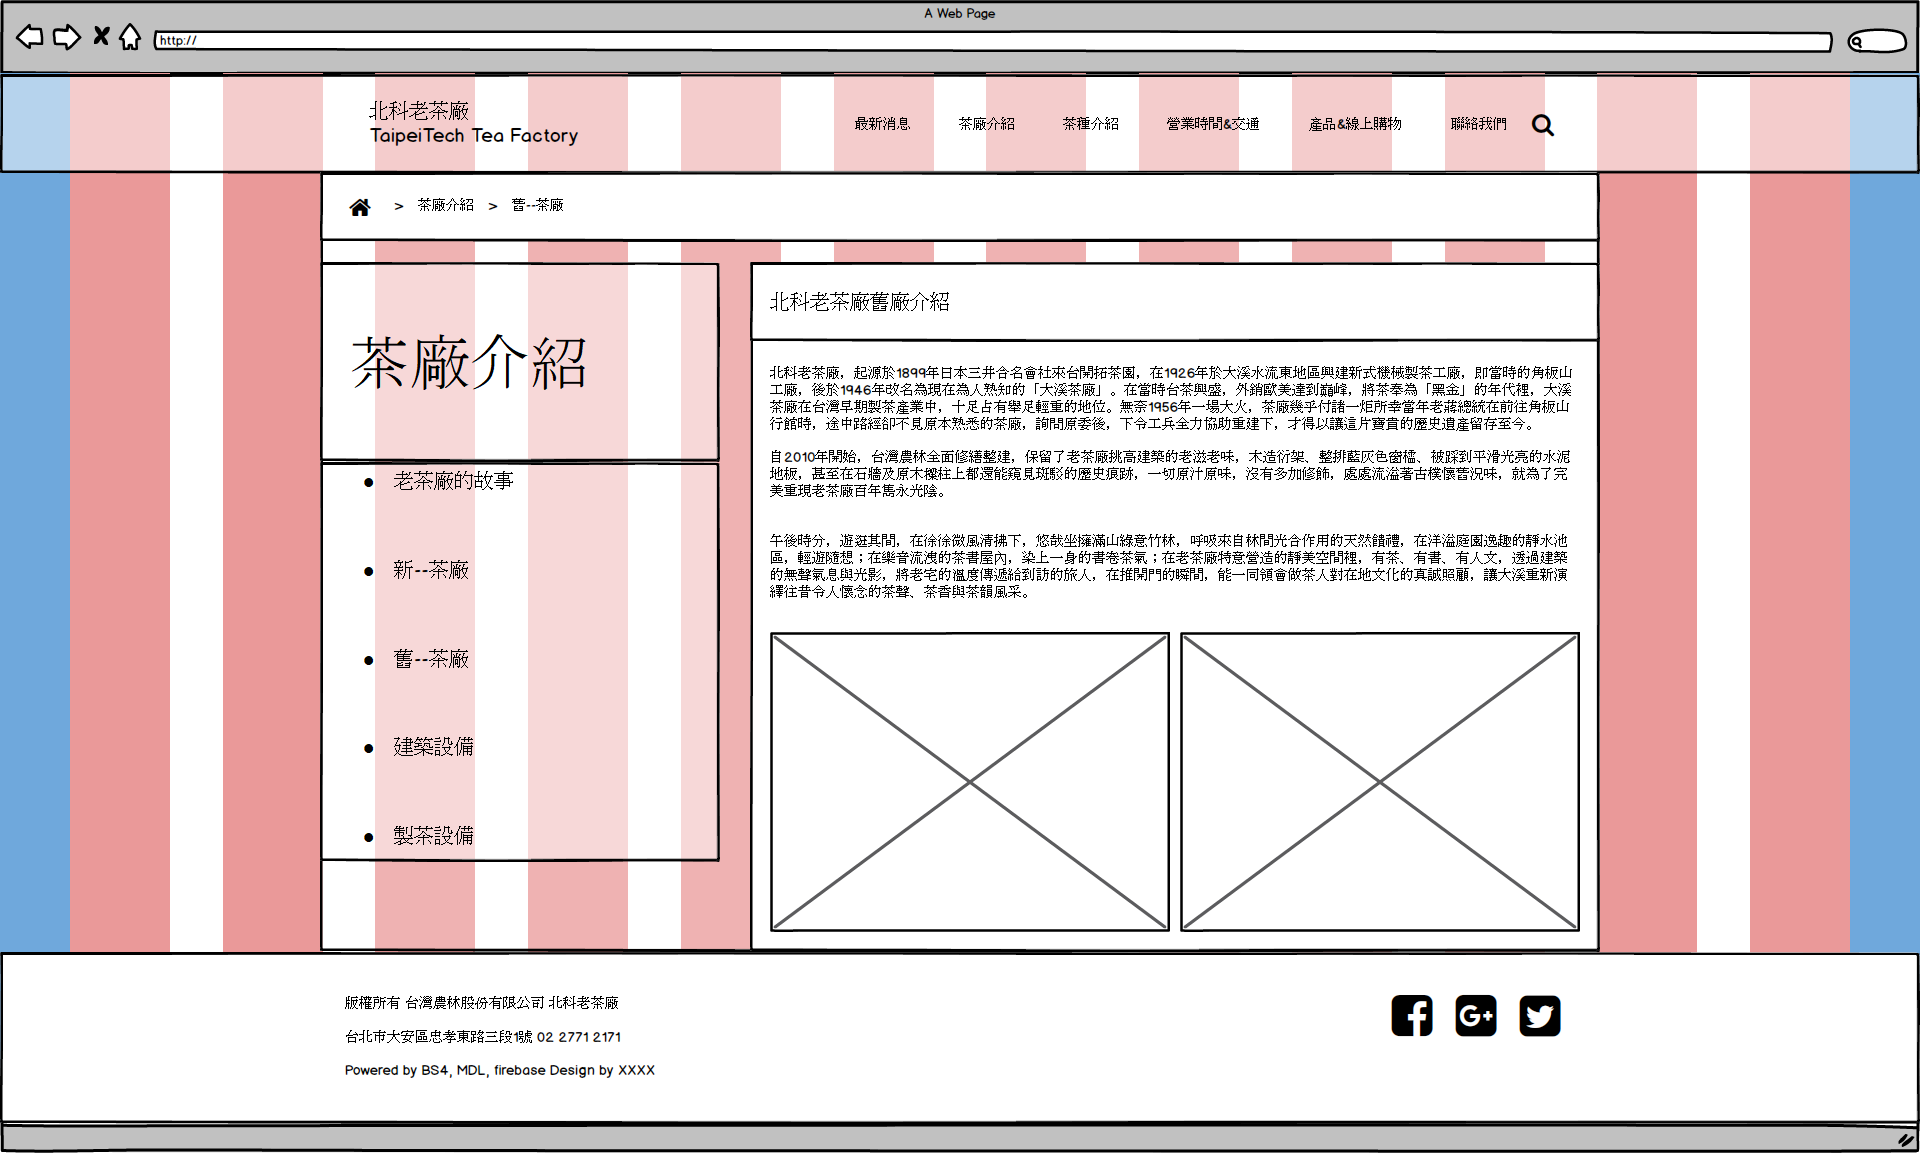 A Web Page
http://
北科老茶廠
TaipeiTech Tea Factory
最新消息 茶廠介紹 茶種介紹 營業時間&交通 產品&線上購物 聯絡我們
> 茶廠介紹 > 舊--茶廠
茶廠介紹
老茶廠的故事
新--茶廠
舊--茶廠
建築設備
製茶設備
北科老茶廠舊廠介紹
北科老茶廠，起源於1899年日本三井合名會社來台開拓茶園，在1926年於大溪水流東地區興建新式機械製茶工廠，即當時的角板山
工廠，後於1946年改名為現在為人熟知的「大溪茶廠」。在當時台茶興盛，外銷歐美達到巔峰，將茶奉為「黑金」的年代裡，大溪
茶廠在台灣早期製茶產業中，十足占有舉足輕重的地位。無奈1956年一場大火，茶廠幾乎付諸一炬所幸當年老蔣總統在前往角板山
行館時，途中路經卻不見原本熟悉的茶廠，詢問原委後，下令工兵全力協助重建下，才得以讓這片寶貴的歷史遺產留存至今。
自2010年開始，台灣農林全面修繕整建，保留了老茶廠挑高建築的老滋老味，木造衍架、整排藍灰色窗櫺、被踩到平滑光亮的水泥
地板，甚至在石牆及原木樑柱上都還能窺見斑駁的歷史痕跡，一切原汁原味，沒有多加修飾，處處流溢著古樸懷舊況味，就為了完
美重現老茶廠百年雋永光陰。
午後時分，遊逛其間，在徐徐微風清拂下，悠哉坐擁滿山綠意竹林，呼吸來自林間光合作用的天然饋禮，在洋溢庭園逸趣的靜水池
區，輕遊隨想；在樂音流洩的茶書屋內，染上一身的書卷茶氣；在老茶廠特意營造的靜美空間裡，有茶、有書、有人文，透過建築
的無聲氣息與光影，將老宅的溫度傳遞給到訪的旅人，在推開門的瞬間，能一同領會做茶人對在地文化的真誠照顧，讓大溪重新演
繹往昔令人懷念的茶聲、茶香與茶韻風采。
版權所有 台灣農林股份有限公司 北科老茶廠
台北市大安區忠孝東路三段1號 02 2771 2171
Powered by BS4, MDL, firebase Design by XXXX